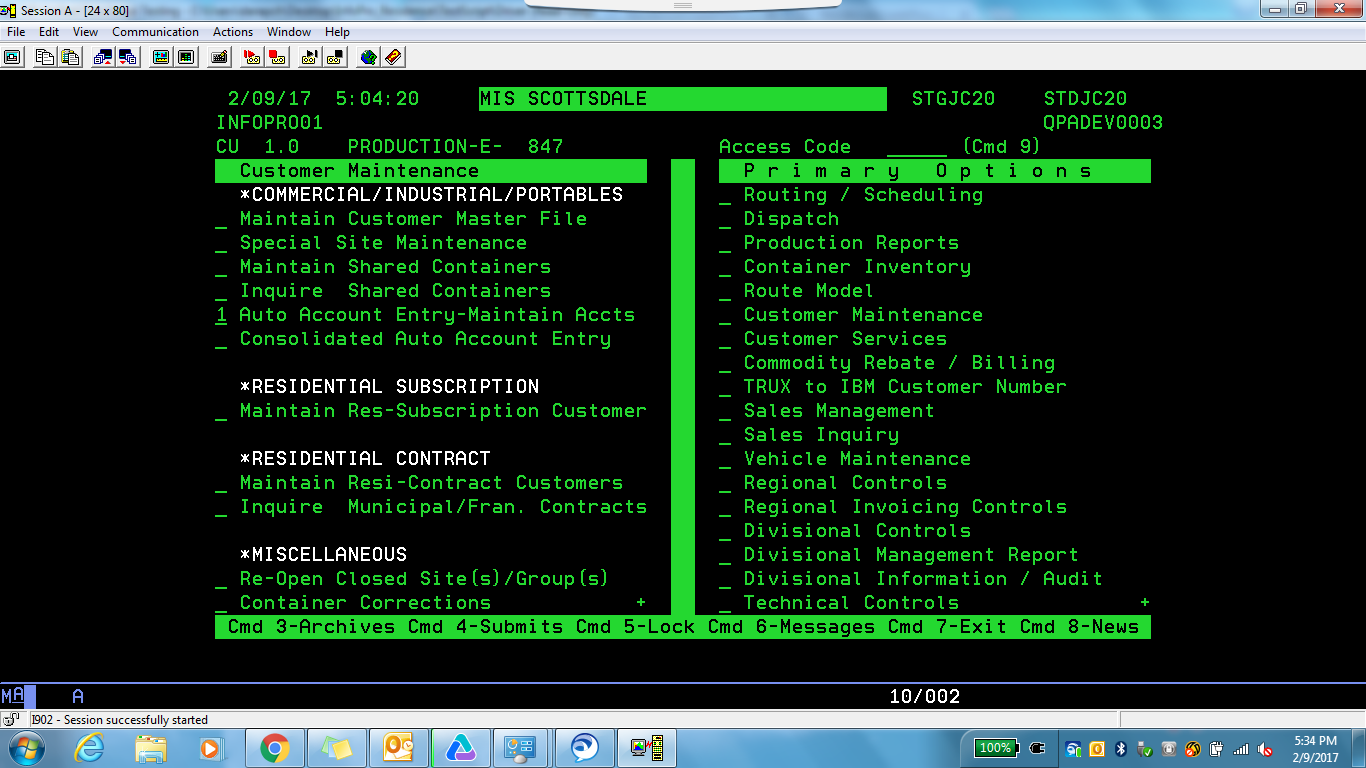 Session A - [24 x 80]
File Edit View Communication Actions Window Help
2/09/17 5:04:20 MIS SCOTTSDALE STGJC20 STDJC20
INFOPRO01 QPADEV0003
CU 1.0 PRODUCTION-E- 847 Access Code _____ (Cmd 9)
Customer Maintenance P r i m a r y O p t i o n s
*COMMERCIAL/INDUSTRIAL/PORTABLES _ Routing / Scheduling
_ Maintain Customer Master File _ Dispatch
_ Special Site Maintenance _ Production Reports
_ Maintain Shared Containers _ Container Inventory
_ Inquire Shared Containers _ Route Model
1 Auto Account Entry-Maintain Accts _ Customer Maintenance
_ Consolidated Auto Account Entry _ Customer Services
_ Commodity Rebate / Billing
*RESIDENTIAL SUBSCRIPTION _ TRUX to IBM Customer Number
_ Maintain Res-Subscription Customer _ Sales Management
_ Sales Inquiry
*RESIDENTIAL CONTRACT _ Vehicle Maintenance
_ Maintain Resi-Contract Customers _ Regional Controls
_ Inquire Municipal/Fran. Contracts _ Regional Invoicing Controls
_ Divisional Controls
*MISCELLANEOUS _ Divisional Management Report
_ Re-Open Closed Site(s)/Group(s) _ Divisional Information / Audit
_ Container Corrections + _ Technical Controls +
Cmd 3-Archives Cmd 4-Submits Cmd 5-Lock Cmd 6-Messages Cmd 7-Exit Cmd 8-News
MA A 10/002
I902 - Session successfully started
100% 5:34 PM
2/9/2017